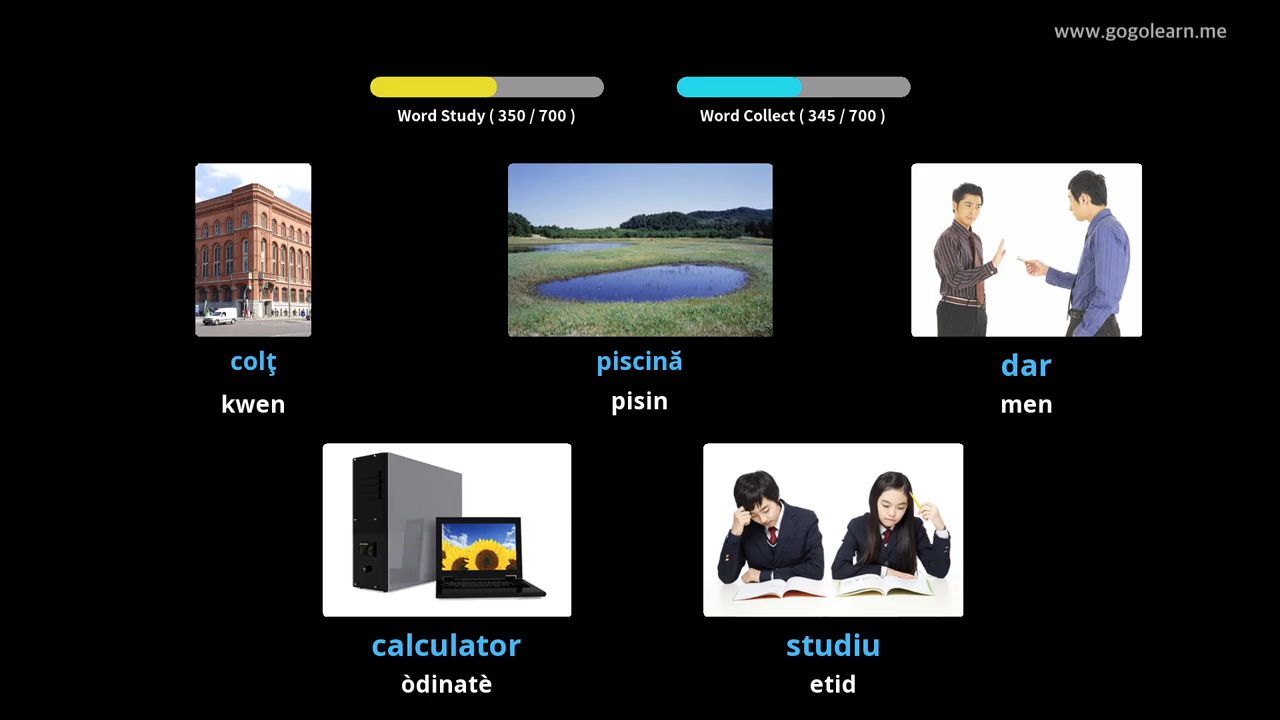 www.gogolearn.me
Word Study ( 350 / 700 )
Word Collect ( 345 / 700 )
colţ
kwen
piscină
pisin
dar
men
calculator
òdinatè
studiu
etid